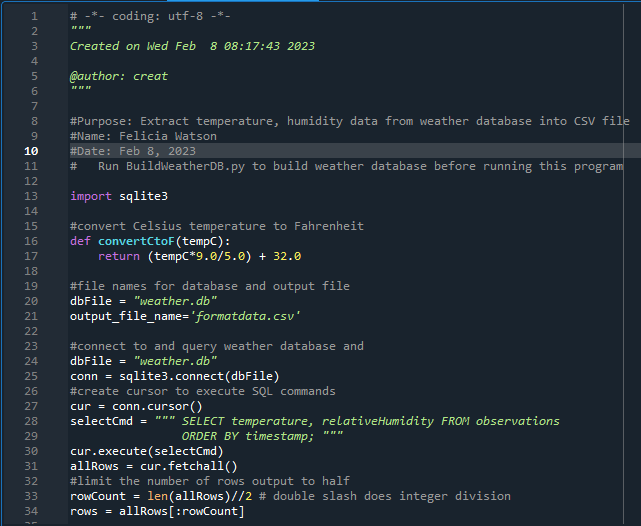 1 # -*- coding: utf-8 -*-
2 """
3 Created on Wed Feb  8 08:17:43 2023
4
5 @author: creat
6 """
7
8 #Purpose: Extract temperature, humidity data from weather database into CSV file
9 #Name: Felicia Watson
10 #Date: Feb 8, 2023
11 #   Run BuildWeatherDB.py to build weather database before running this program
12
13 import sqlite3
14
15 #convert Celsius temperature to Fahrenheit
16 def convertCtoF(tempC):
17     return (tempC*9.0/5.0) + 32.0
18
19 #file names for database and output file
20 dbFile = "weather.db"
21 output_file_name='formatdata.csv'
22
23 #connect to and query weather database and
24 dbFile = "weather.db"
25 conn = sqlite3.connect(dbFile)
26 #create cursor to execute SQL commands
27 cur = conn.cursor()
28 selectCmd = """ SELECT temperature, relativeHumidity FROM observations
29                 ORDER BY timestamp; """
30 cur.execute(selectCmd)
31 allRows = cur.fetchall()
32 #limit the number of rows output to half
33 rowCount = len(allRows)//2 # double slash does integer division
34 rows = allRows[:rowCount]